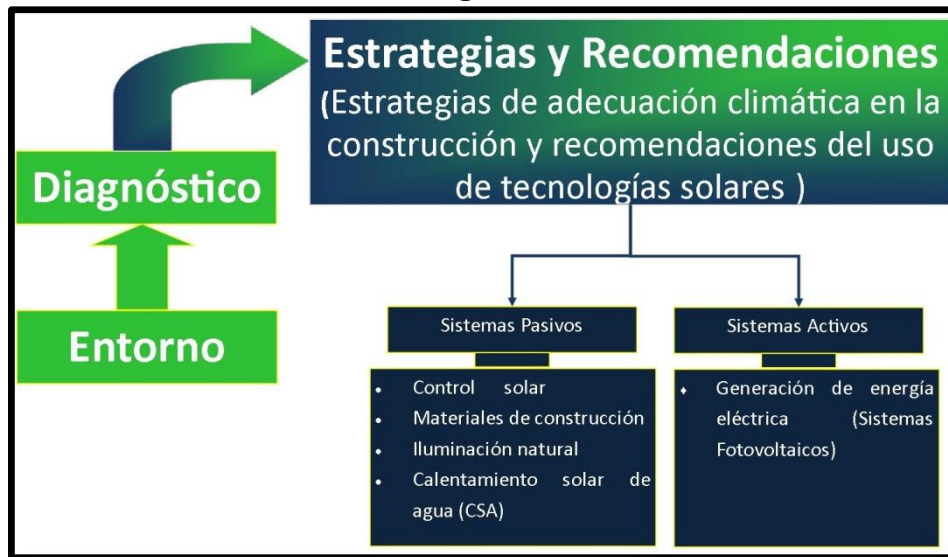 Estrategias y Recomendaciones
(Estrategias de adecuación climática en la
construcción y recomendaciones del uso
de tecnologías solares )
Diagnóstico
Entorno
Sistemas Pasivos
• Control solar
• Materiales de construcción
• Iluminación natural
• Calentamiento solar de
agua (CSA)
Sistemas Activos
♦ Generación de energía
eléctrica (Sistemas
Fotovoltaicos)